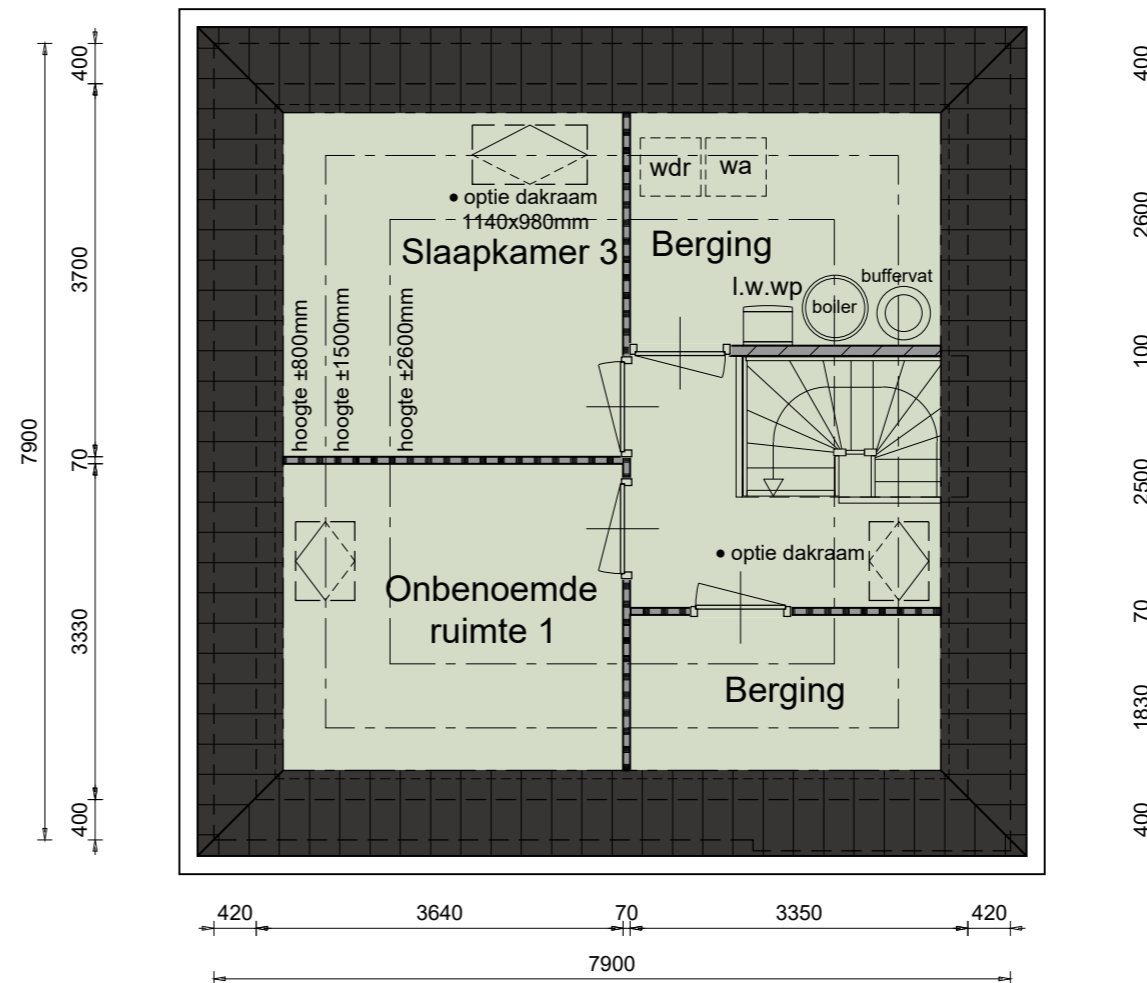 400
3700
7900
70
3330
400
wdr
wa
• optie dakraam
1140x980mm
Slaapkamer 3
Berging
l.w.wp
boiler
buffervat
hoogte ±800mm
hoogte ±1500mm
hoogte ±2600mm
• optie dakraam
Onbenoemde
ruimte 1
Berging
400
2600
100
2500
70
1830
400
420
3640
70
3350
420
7900